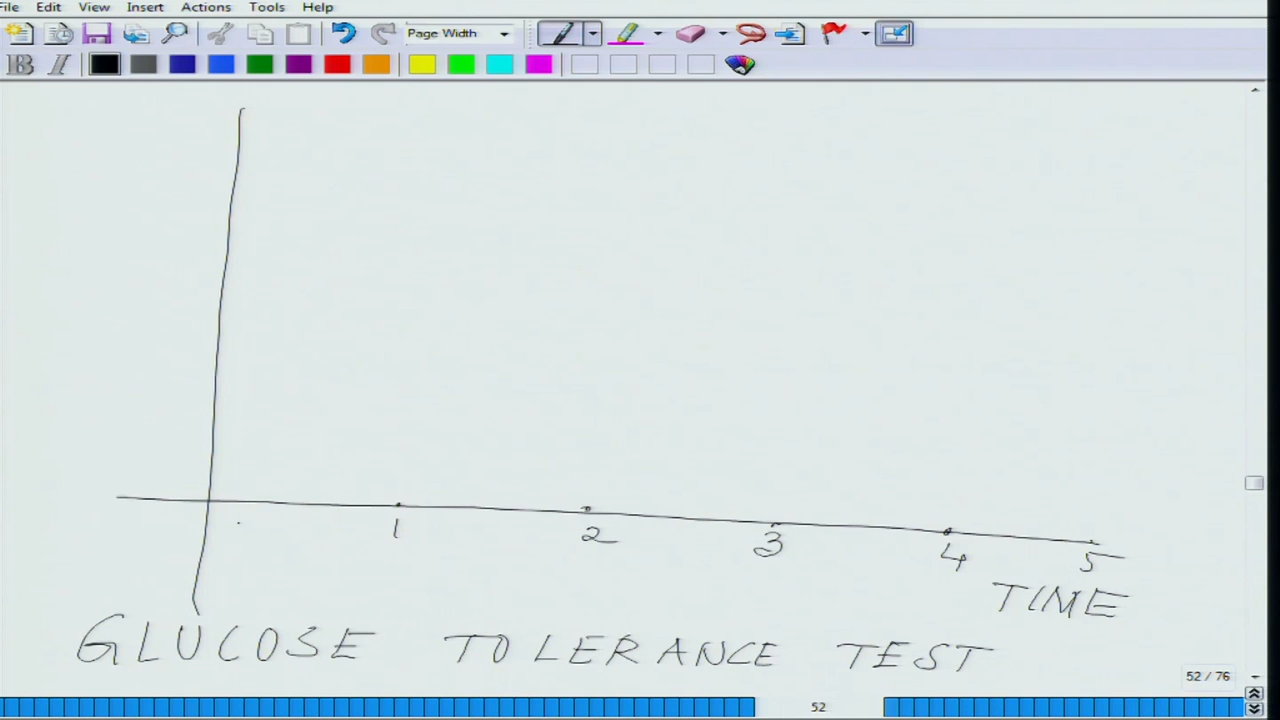 File Edit View Insert Actions Tools Help
Page Width
B I
1 2 3 4 5
TIME
GLUCOSE TOLERANCE TEST
52 / 76
52